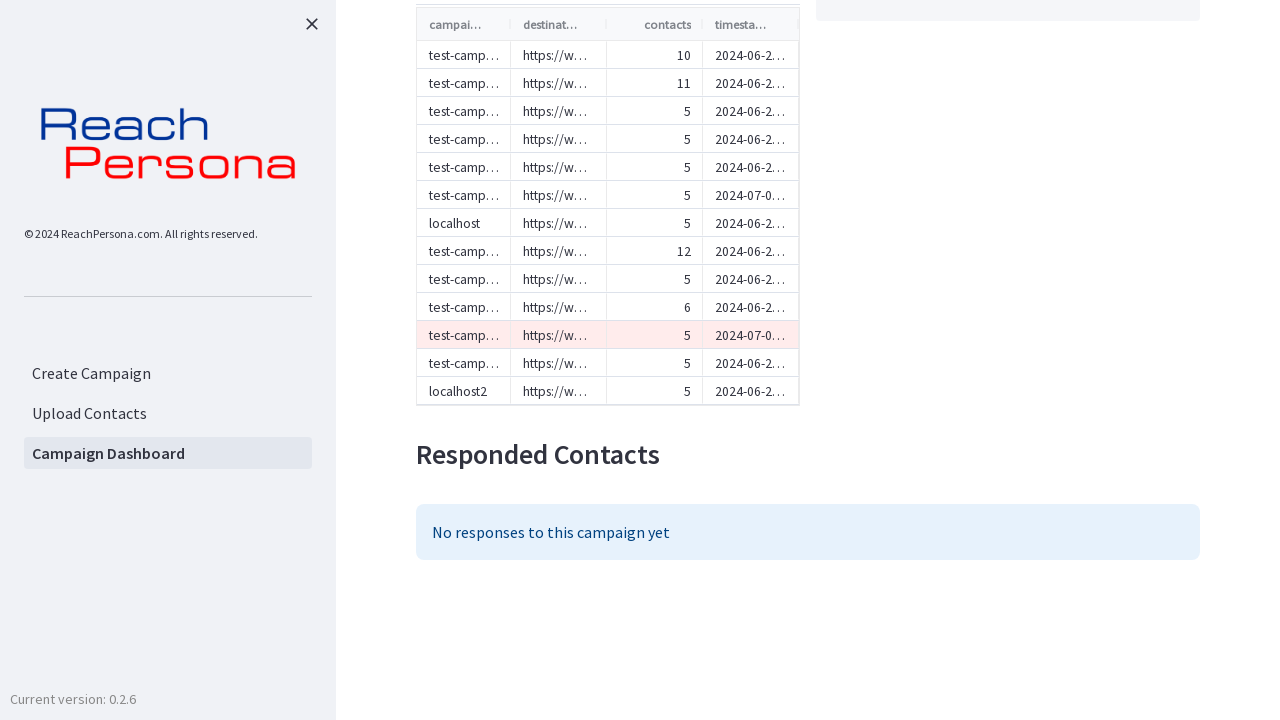 Reach
Persona
© 2024 ReachPersona.com. All rights reserved.
Create Campaign
Upload Contacts
Campaign Dashboard
Current version: 0.2.6
campai... destinat... contacts timesta...
test-camp... https://w... 10 2024-06-2...
test-camp... https://w... 11 2024-06-2...
test-camp... https://w... 5 2024-06-2...
test-camp... https://w... 5 2024-06-2...
test-camp... https://w... 5 2024-06-2...
test-camp... https://w... 5 2024-07-0...
localhost https://w... 5 2024-06-2...
test-camp... https://w... 12 2024-06-2...
test-camp... https://w... 5 2024-06-2...
test-camp... https://w... 6 2024-06-2...
test-camp... https://w... 5 2024-07-0...
test-camp... https://w... 5 2024-06-2...
localhost2 https://w... 5 2024-06-2...
Responded Contacts
No responses to this campaign yet